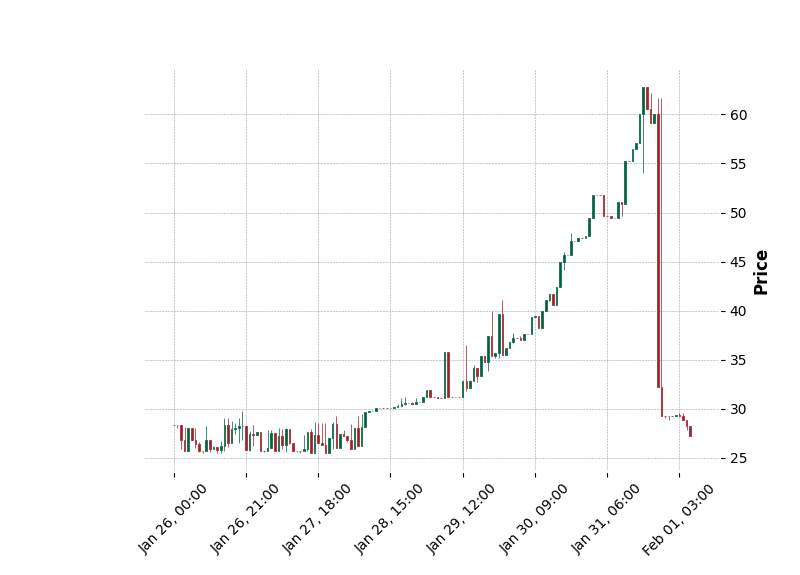 60
55
50
45
40
35
30
25
Price
Jan 26, 00:00
Jan 26, 21:00
Jan 27, 18:00
Jan 28, 15:00
Jan 29, 12:00
Jan 30, 09:00
Jan 31, 06:00
Feb 01, 03:00